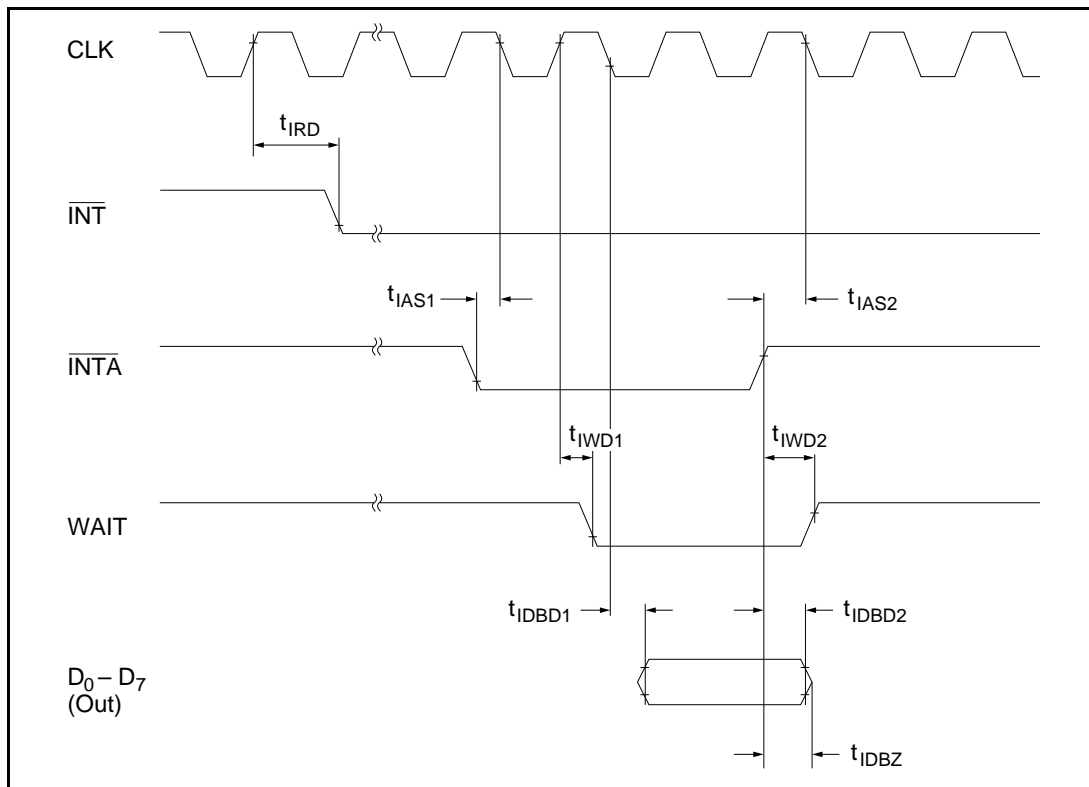 CLK
tIRD
INT
tIAS1
tIAS2
INTA
tIWD1
tIWD2
WAIT
tIDBD1
tIDBD2
D0 – D7
(Out)
tIDBZ